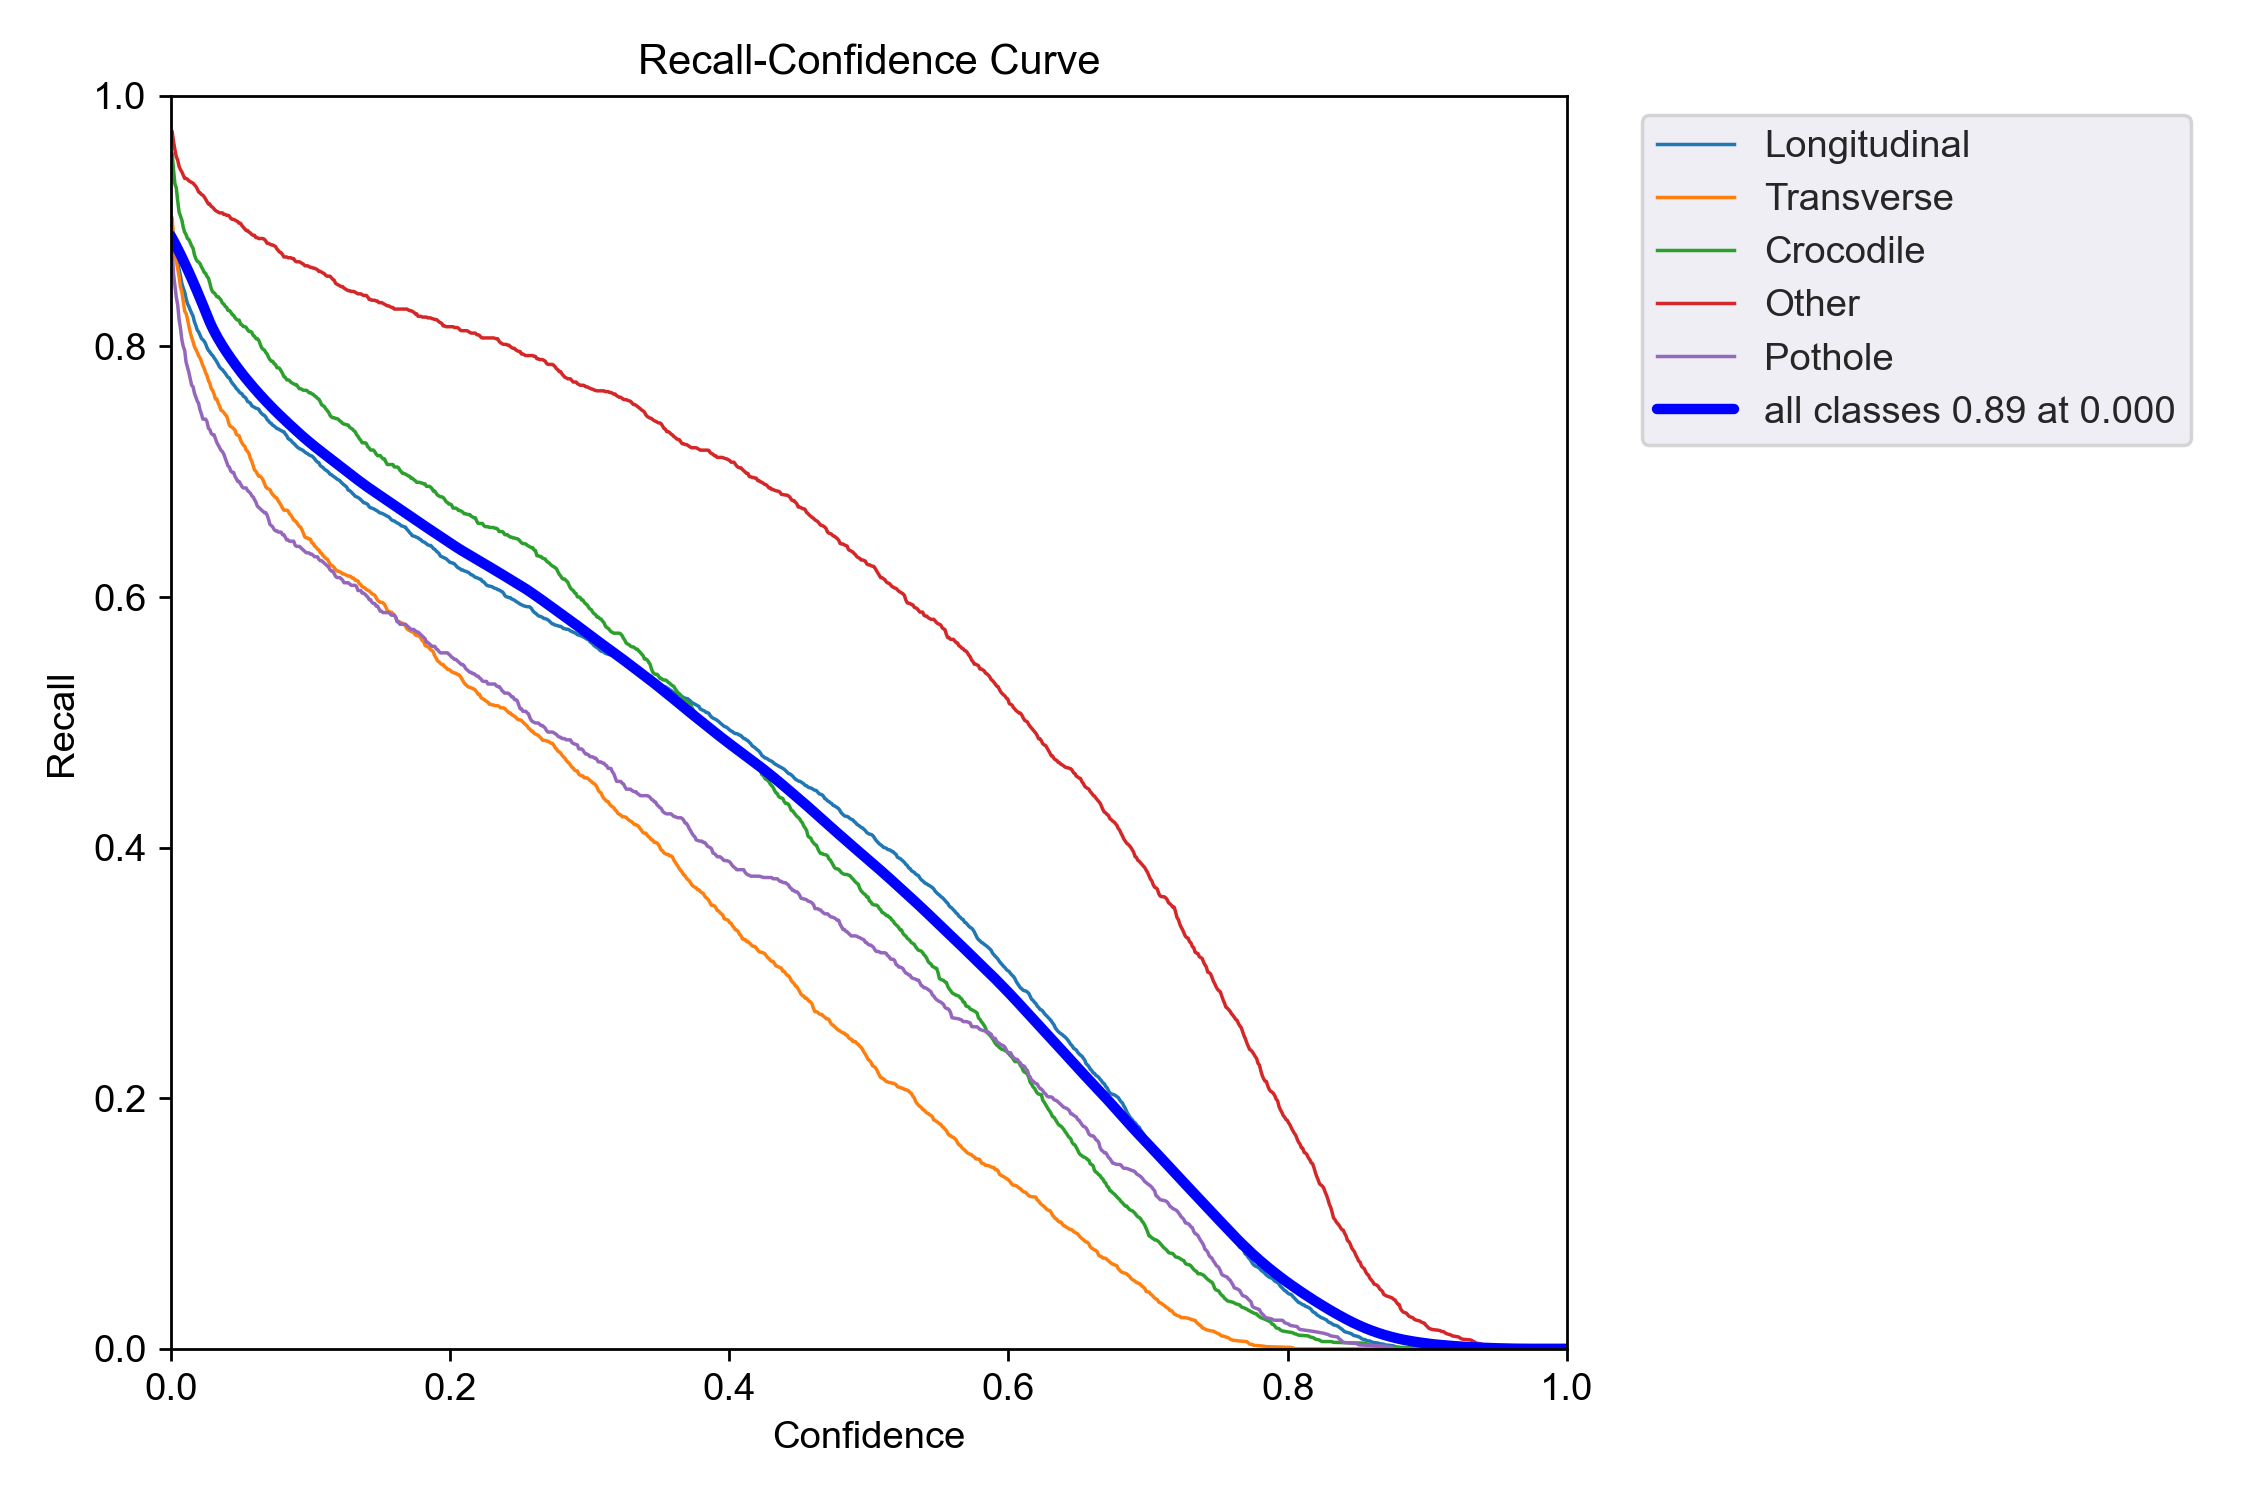 Recall-Confidence Curve
1.0
0.8
0.6
0.4
0.2
0.0
Recall
0.0 0.2 0.4 0.6 0.8 1.0
Confidence
Longitudinal
Transverse
Crocodile
Other
Pothole
all classes 0.89 at 0.000